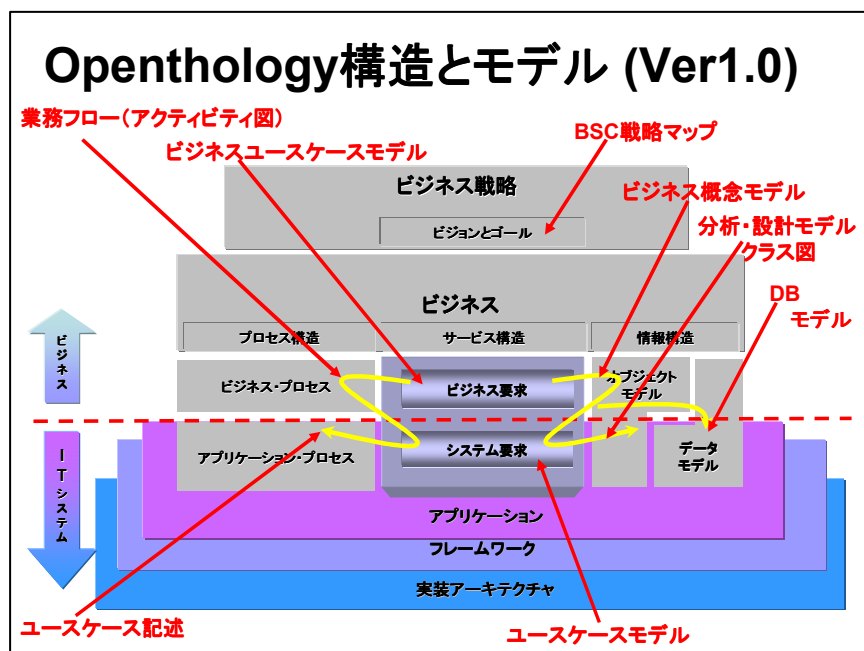 Openthology構造とモデル (Ver1.0)
業務フロー(アクティビティ図)
ビジネスユースケースモデル
BSC戦略マップ
ビジネス戦略
ビジネス概念モデル
ビジョンとゴール
分析・設計モデル
クラス図
ビジネス
DB
モデル
プロセス構造
サービス構造
情報構造
ビジネス
ビジネス・プロセス
ビジネス要求
オブジェクト
モデル
ITシステム
アプリケーション・プロセス
システム要求
データ
モデル
アプリケーション
フレームワーク
実装アーキテクチャ
ユースケース記述
ユースケースモデル